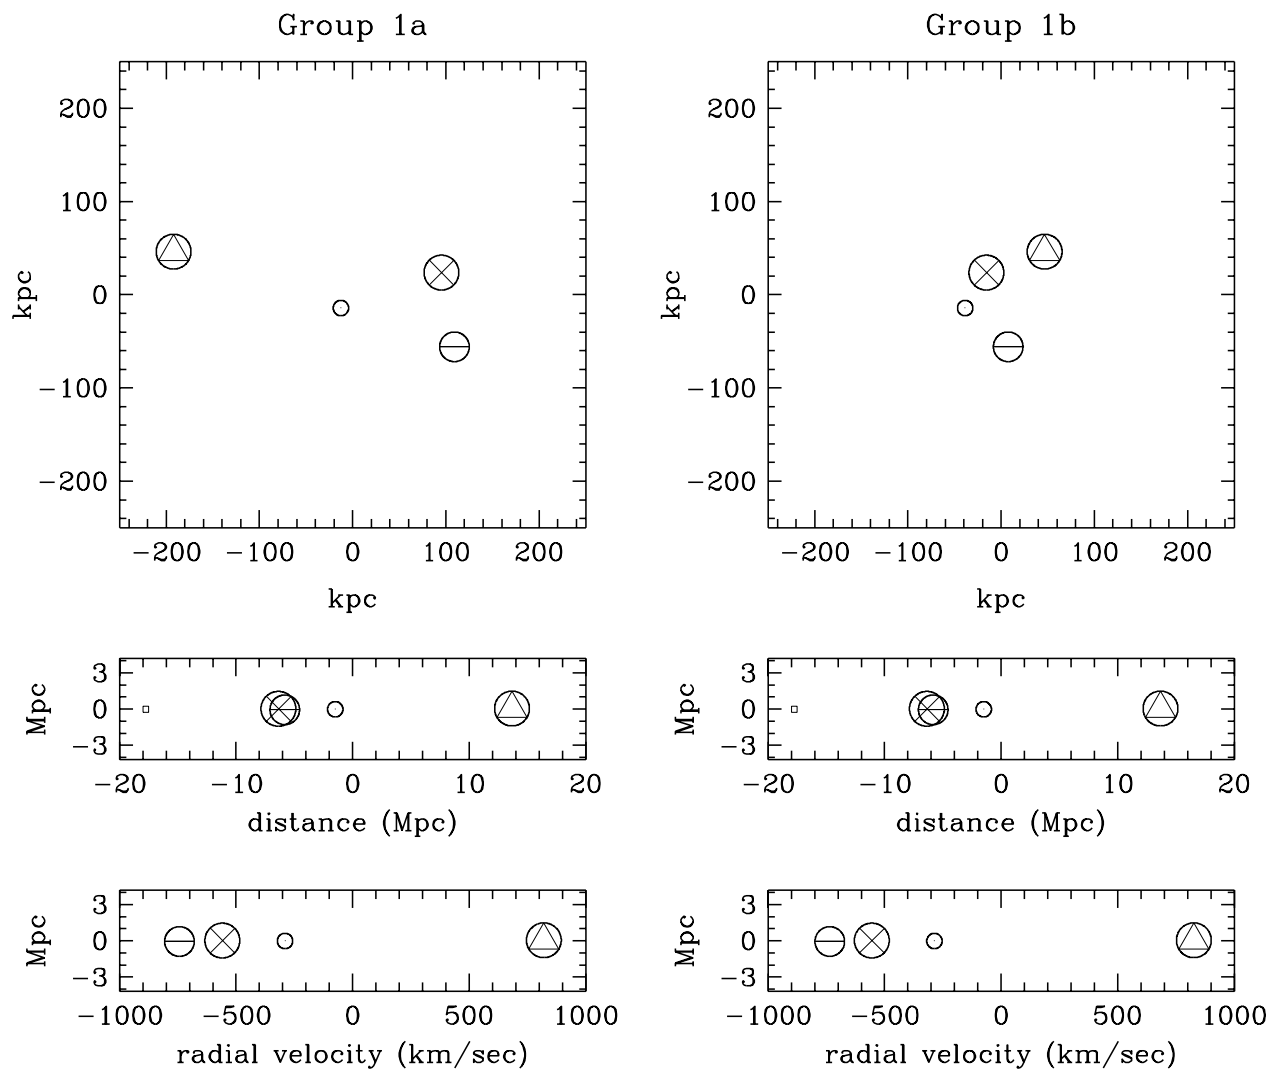 Group 1a
Group 1b
200
100
0
−100
−200
kpc
−200 −100 0 100 200
kpc
200
100
0
−100
−200
kpc
−200 −100 0 100 200
kpc
3
0
−3
Mpc
−20 −10 0 10 20
distance (Mpc)
3
0
−3
Mpc
−20 −10 0 10 20
distance (Mpc)
3
0
−3
Mpc
−1000 −500 0 500 1000
radial velocity (km/sec)
3
0
−3
Mpc
−1000 −500 0 500 1000
radial velocity (km/sec)